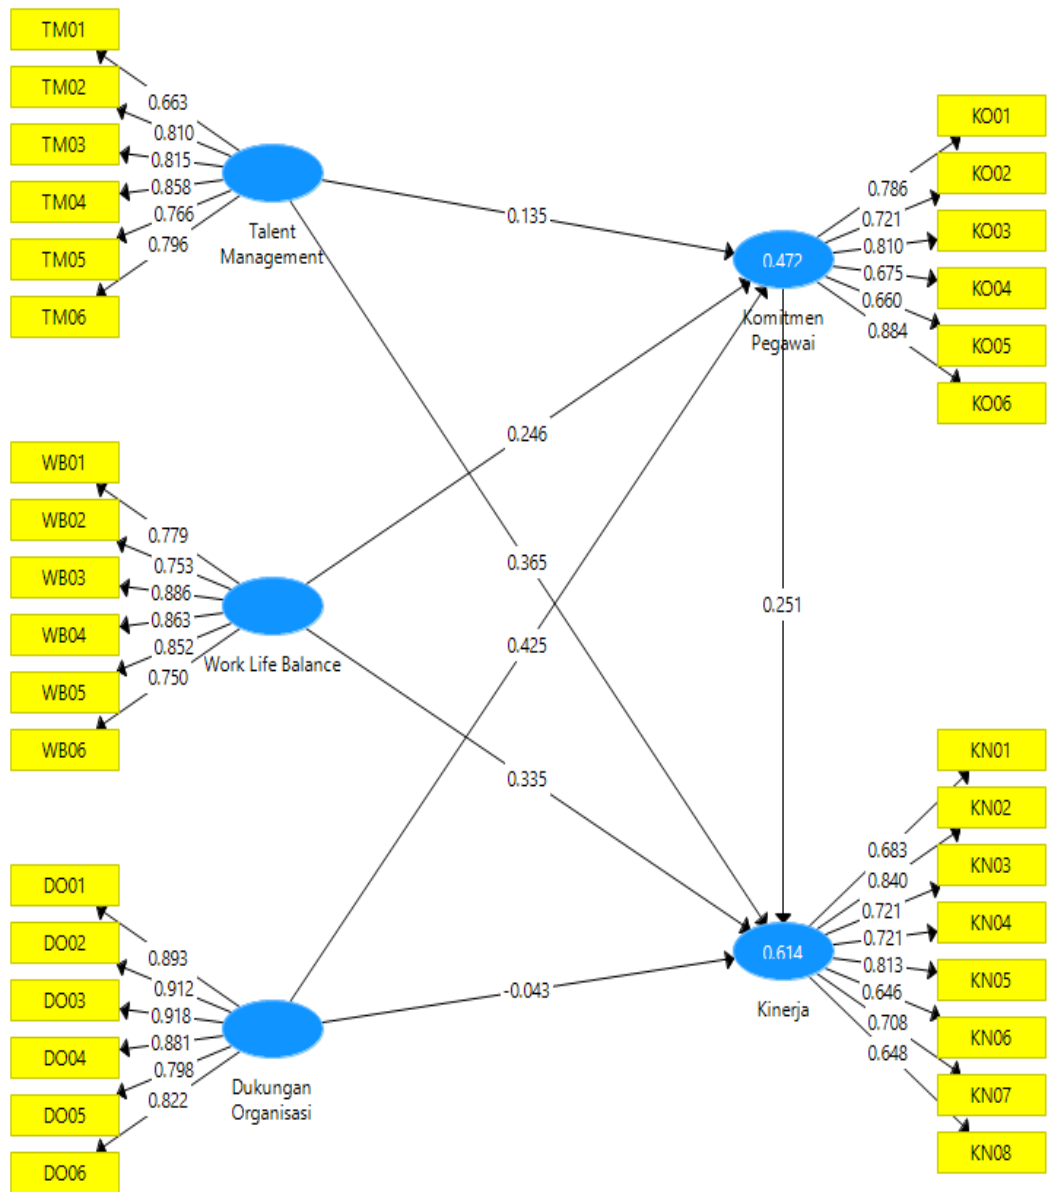 TM01
TM02
TM03
TM04
TM05
TM06
0.663
0.810
0.815
0.858
0.766
0.796
Talent
Management
WB01
WB02
WB03
WB04
WB05
WB06
0.779
0.753
0.886
0.863
0.852
0.750
Work Life Balance
DO01
DO02
DO03
DO04
DO05
DO06
0.893
0.912
0.918
0.881
0.798
0.822
Dukungan
Organisasi
0.135
0.246
0.365
0.425
0.335
-0.043
0.251
0.472
Komitmen
Pegawai
0.786
0.721
0.810
0.675
0.660
0.884
KO01
KO02
KO03
KO04
KO05
KO06
0.614
Kinerja
0.683
0.840
0.721
0.721
0.813
0.646
0.708
0.648
KN01
KN02
KN03
KN04
KN05
KN06
KN07
KN08